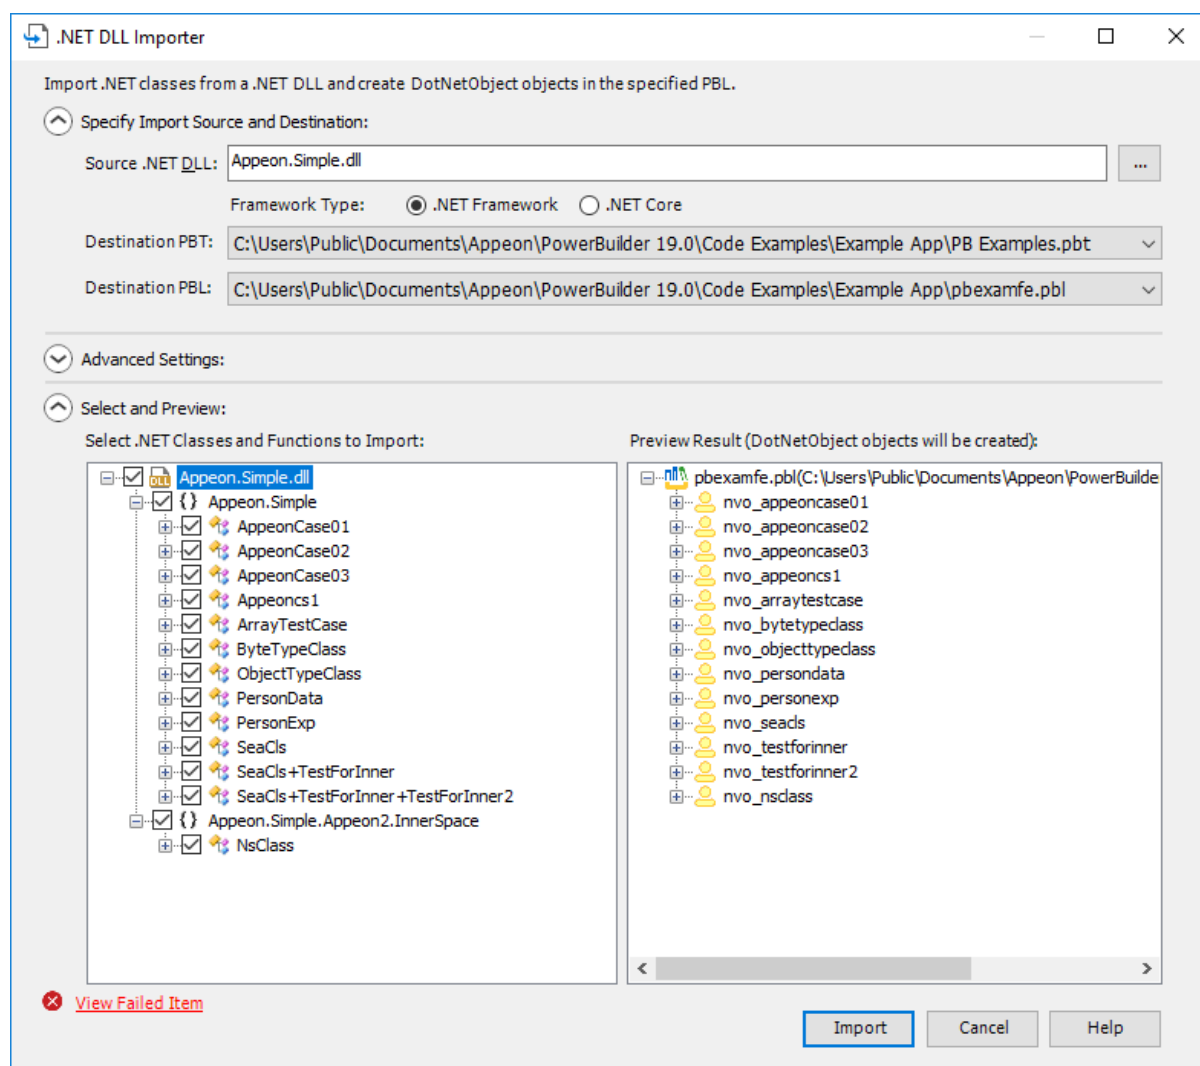 .NET DLL Importer
Import .NET classes from a .NET DLL and create DotNetObject objects in the specified PBL.
Specify Import Source and Destination:
Source .NET DLL: Appeon.Simple.dll ...
Framework Type: .NET Framework .NET Core
Destination PBT: C:\Users\Public\Documents\Appeon\PowerBuilder 19.0\Code Examples\Example App\PB Examples.pbt
Destination PBL: C:\Users\Public\Documents\Appeon\PowerBuilder 19.0\Code Examples\Example App\pbexamfe.pbl
Advanced Settings:
Select and Preview:
Select .NET Classes and Functions to Import:
DLL Appeon.Simple.dll
{} Appeon.Simple
AppeonCase01
AppeonCase02
AppeonCase03
Appeoncs1
ArrayTestCase
ByteTypeClass
ObjectTypeClass
PersonData
PersonExp
SeaCls
SeaCls+TestForInner
SeaCls+TestForInner+TestForInner2
{} Appeon.Simple.Appeon2.InnerSpace
NsClass
Preview Result (DotNetObject objects will be created):
pbexamfe.pbl(C:\Users\Public\Documents\Appeon\PowerBuilde
nvo_appeoncase01
nvo_appeoncase02
nvo_appeoncase03
nvo_appeoncs1
nvo_arraytestcase
nvo_bytetypeclass
nvo_objecttypeclass
nvo_persondata
nvo_personexp
nvo_seacls
nvo_testforinner
nvo_testforinner2
nvo_nsclass
View Failed Item
Import Cancel Help